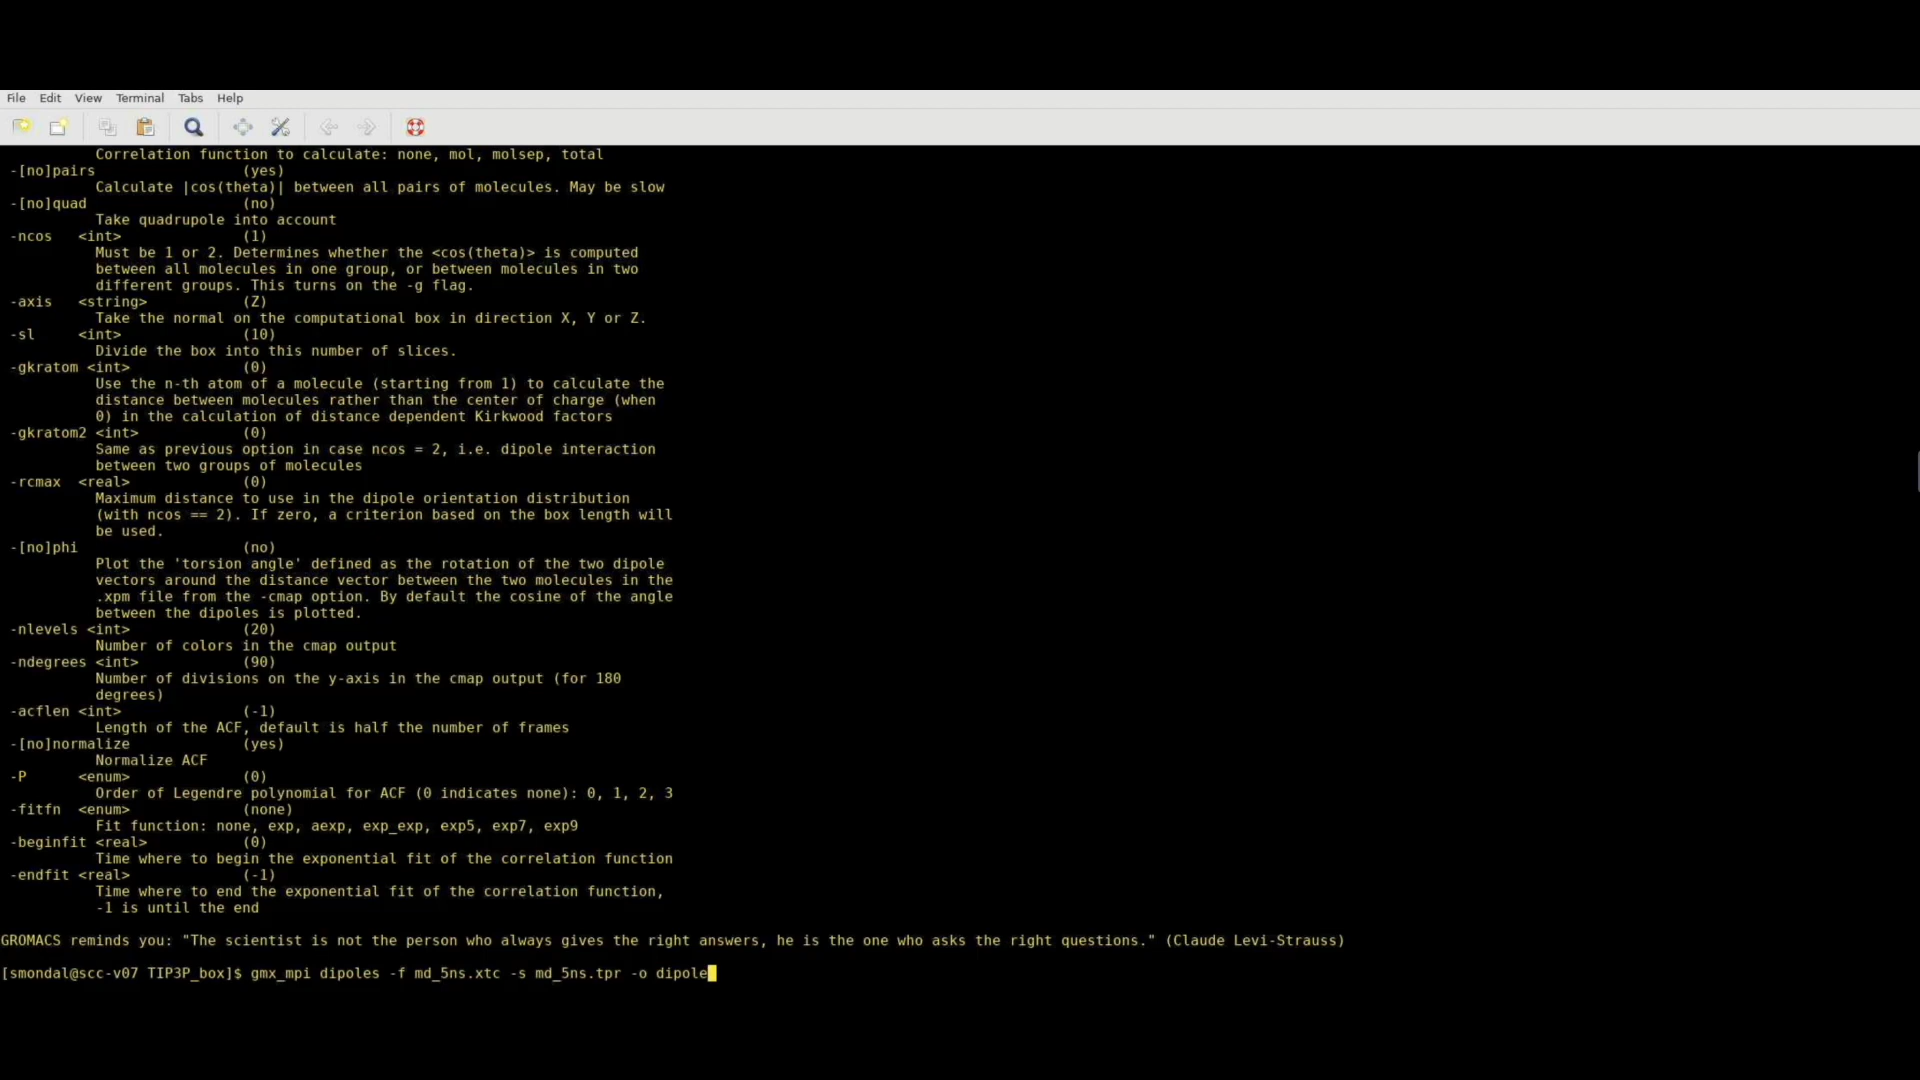 File Edit View Terminal Tabs Help
Correlation function to calculate: none, mol, molsep, total
-[no]pairs (yes)
Calculate |cos(theta)| between all pairs of molecules. May be slow
-[no]quad (no)
Take quadrupole into account
-ncos <int> (1)
Must be 1 or 2. Determines whether the <cos(theta)> is computed
between all molecules in one group, or between molecules in two
different groups. This turns on the -g flag.
-axis <string> (Z)
Take the normal on the computational box in direction X, Y or Z.
-sl <int> (10)
Divide the box into this number of slices.
-gkratom <int> (0)
Use the n-th atom of a molecule (starting from 1) to calculate the
distance between molecules rather than the center of charge (when
0) in the calculation of distance dependent Kirkwood factors
-gkratom2 <int> (0)
Same as previous option in case ncos = 2, i.e. dipole interaction
between two groups of molecules
-rcmax <real> (0)
Maximum distance to use in the dipole orientation distribution
(with ncos == 2). If zero, a criterion based on the box length will
be used.
-[no]phi (no)
Plot the 'torsion angle' defined as the rotation of the two dipole
vectors around the distance vector between the two molecules in the
.xpm file from the -cmap option. By default the cosine of the angle
between the dipoles is plotted.
-nlevels <int> (20)
Number of colors in the cmap output
-ndegrees <int> (90)
Number of divisions on the y-axis in the cmap output (for 180
degrees)
-acflen <int> (-1)
Length of the ACF, default is half the number of frames
-[no]normalize (yes)
Normalize ACF
-P <enum> (0)
Order of Legendre polynomial for ACF (0 indicates none): 0, 1, 2, 3
-fitfn <enum> (none)
Fit function: none, exp, aexp, exp_exp, exp5, exp7, exp9
-beginfit <real> (0)
Time where to begin the exponential fit of the correlation function
-endfit <real> (-1)
Time where to end the exponential fit of the correlation function,
-1 is until the end
GROMACS reminds you: "The scientist is not the person who always gives the right answers, he is the one who asks the right questions." (Claude Levi-Strauss)
[smondal@scc-v07 TIP3P_box]$ gmx_mpi dipoles -f md_5ns.xtc -s md_5ns.tpr -o dipole